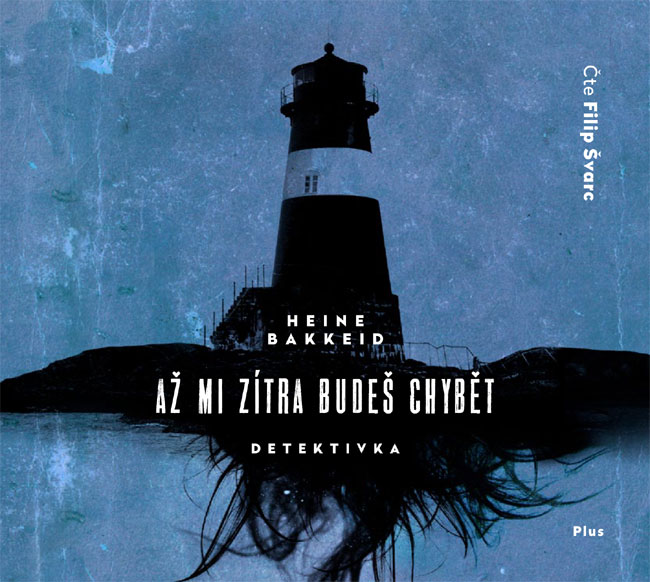 Čte Filip Švarc
HEINE
BAKKEID
AŽ MI ZÍTRA BUDEŠ CHYBĚT
DETEKTIVKA
Plus